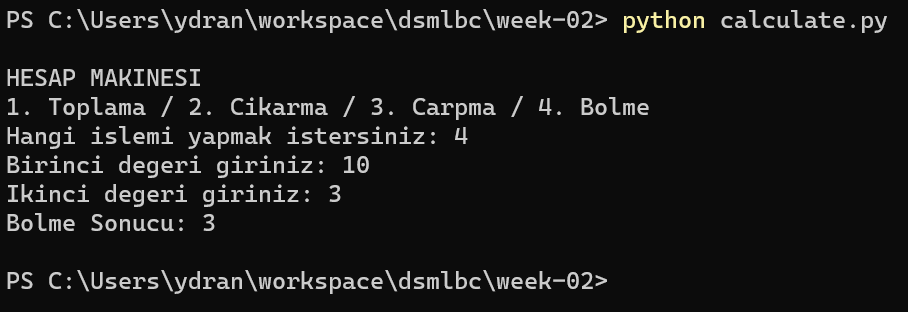 PS C:\Users\ydran\workspace\dsmlbc\week-02> python calculate.py
HESAP MAKINESI
1. Toplama / 2. Cikarma / 3. Carpma / 4. Bolme
Hangi islemi yapmak istersiniz: 4
Birinci degeri giriniz: 10
Ikinci degeri giriniz: 3
Bolme Sonucu: 3
PS C:\Users\ydran\workspace\dsmlbc\week-02>